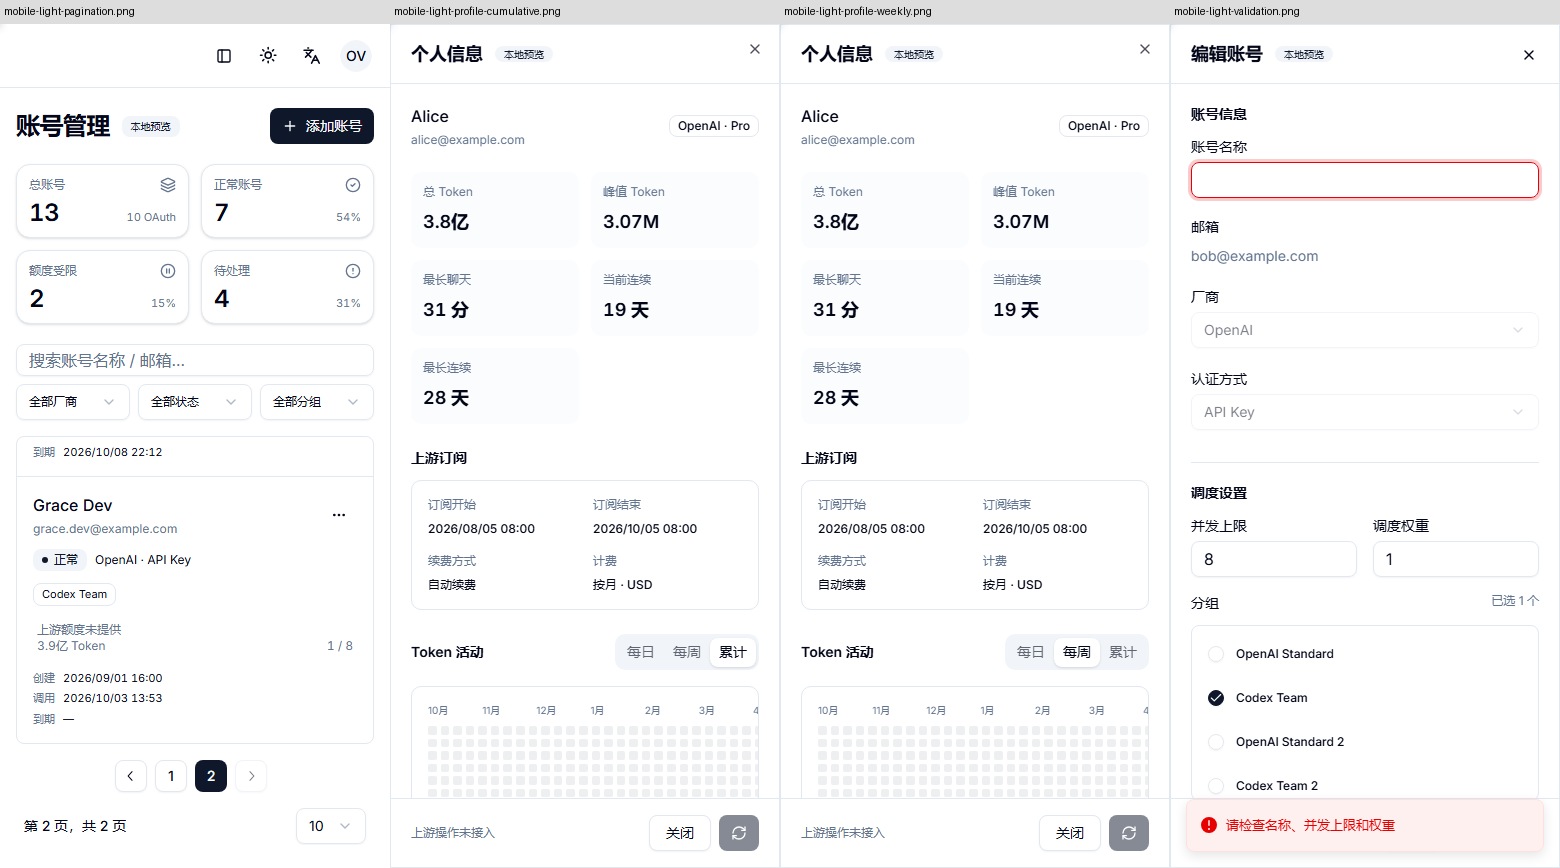 mobile-light-pagination.png
OV
账号管理
本地预览
添加账号
总账号
13
10 OAuth
正常账号
7
54%
额度受限
2
15%
待处理
4
31%
搜索账号名称 / 邮箱...
全部厂商
全部状态
全部分组
到期 2026/10/08 22:12
Grace Dev
grace.dev@example.com
正常 OpenAI · API Key
Codex Team
上游额度未提供
3.9亿 Token
1 / 8
创建 2026/09/01 16:00
调用 2026/10/03 13:53
到期 —
1
2
第 2 页，共 2 页
10
mobile-light-profile-cumulative.png
个人信息
本地预览
Alice
alice@example.com
OpenAI · Pro
总 Token
3.8亿
峰值 Token
3.07M
最长聊天
31 分
当前连续
19 天
最长连续
28 天
上游订阅
订阅开始
2026/08/05 08:00
订阅结束
2026/10/05 08:00
续费方式
自动续费
计费
按月 · USD
Token 活动
每日 每周 累计
10月 11月 12月 1月 2月 3月 4
上游操作未接入
关闭
mobile-light-profile-weekly.png
个人信息
本地预览
Alice
alice@example.com
OpenAI · Pro
总 Token
3.8亿
峰值 Token
3.07M
最长聊天
31 分
当前连续
19 天
最长连续
28 天
上游订阅
订阅开始
2026/08/05 08:00
订阅结束
2026/10/05 08:00
续费方式
自动续费
计费
按月 · USD
Token 活动
每日 每周 累计
10月 11月 12月 1月 2月 3月 4
上游操作未接入
关闭
mobile-light-validation.png
编辑账号
本地预览
账号信息
账号名称
邮箱
bob@example.com
厂商
OpenAI
认证方式
API Key
调度设置
并发上限
8
调度权重
1
分组
已选 1 个
OpenAI Standard
Codex Team
OpenAI Standard 2
Codex Team 2
请检查名称、并发上限和权重